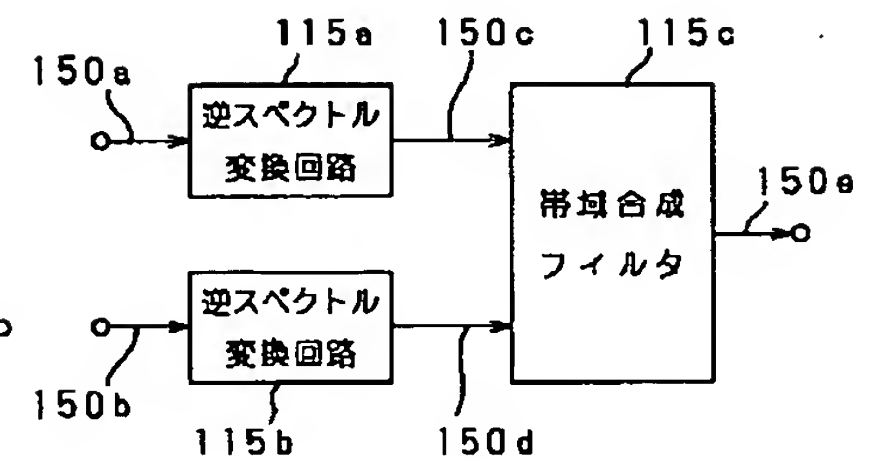 115a
150c
115c
150a
逆スペクトル
変換回路
帯域合成
フィルタ
150e
逆スペクトル
変換回路
150b
115b
150d